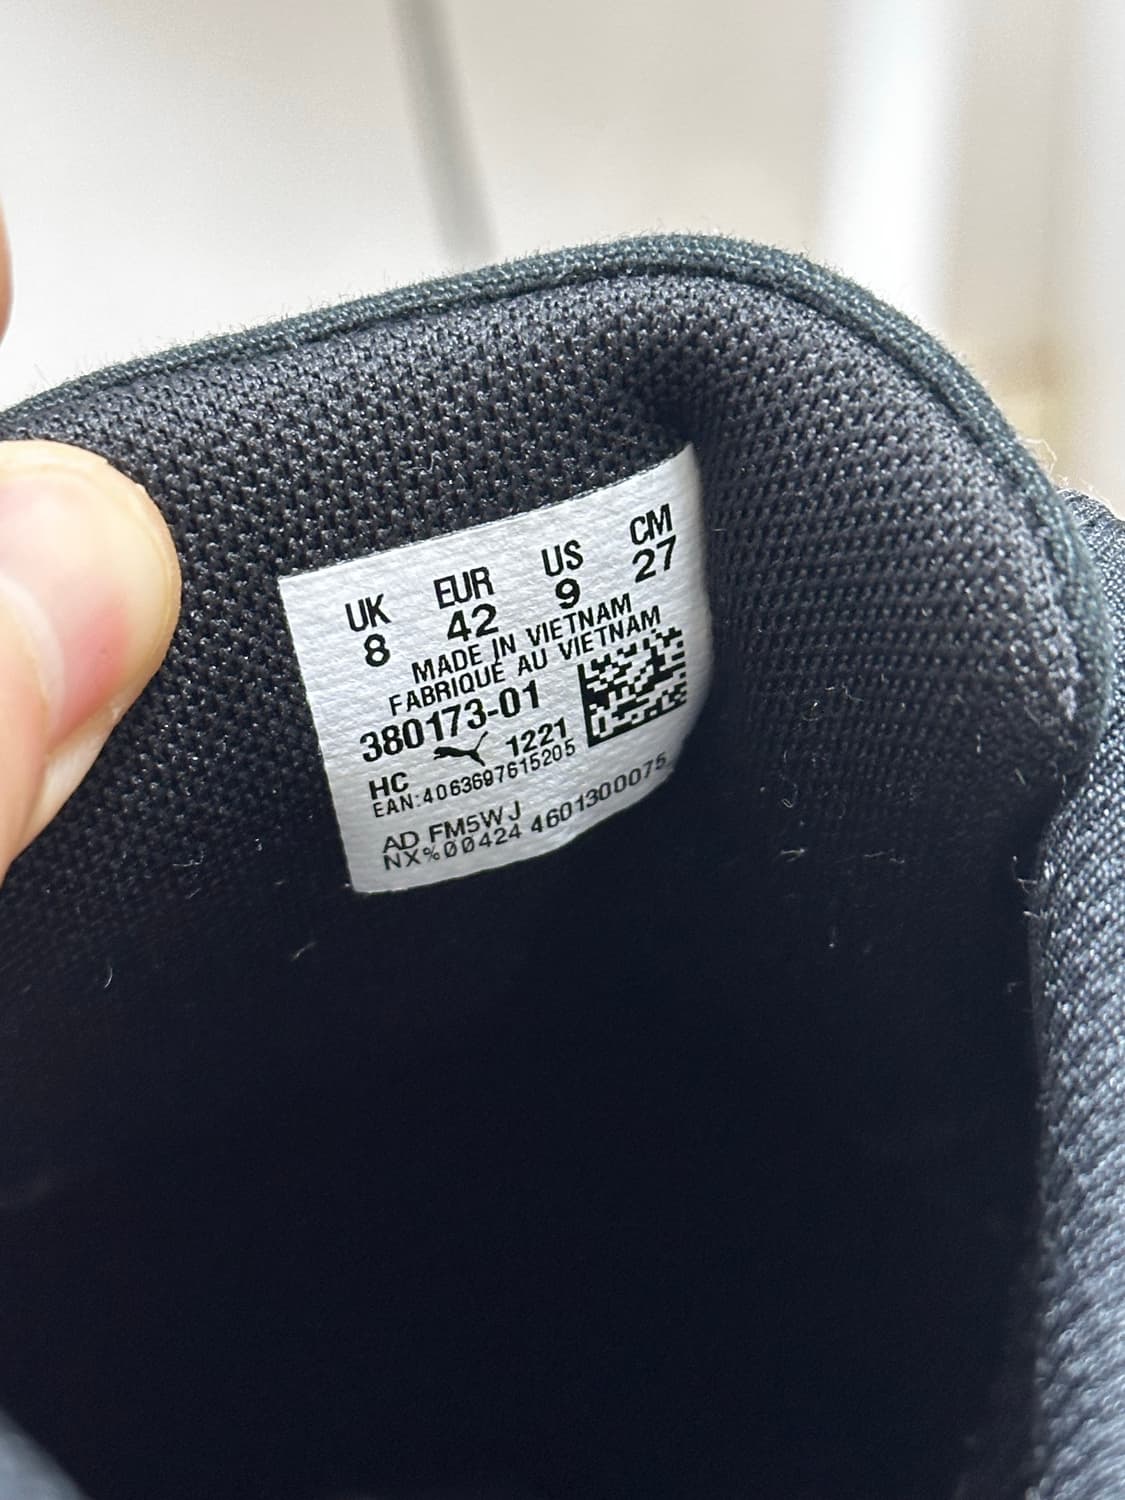 UK EUR US CM
8 42 9 27
MADE IN VIETNAM
FABRIQUE AU VIETNAM
380173-01
HC 1221
EAN:4063697615205
AD FM5WJ
NX%00424 4601300075